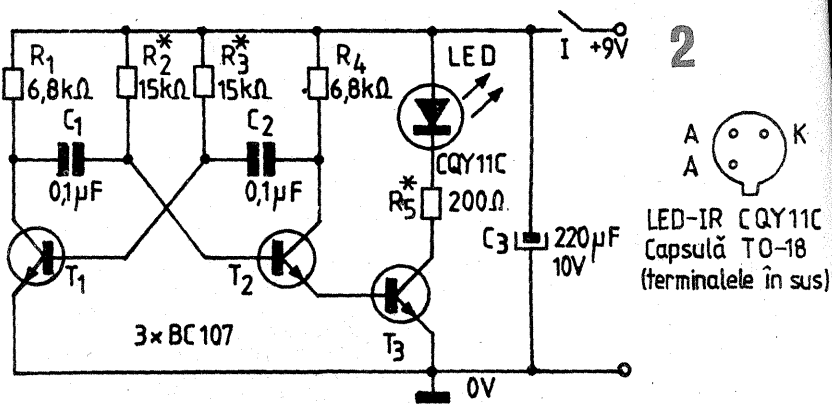 R1
6,8kΩ
R2*
15kΩ
R3*
15kΩ
R4
6,8kΩ
LED
I
+9V
2
C1
0,1µF
C2
0,1µF
CQY11C
R5*
200Ω
C3
220µF
10V
T1
T2
T3
3×BC107
0V
A
K
A
LED-IR CQY11C
Capsulă TO-18
(terminalele în sus)